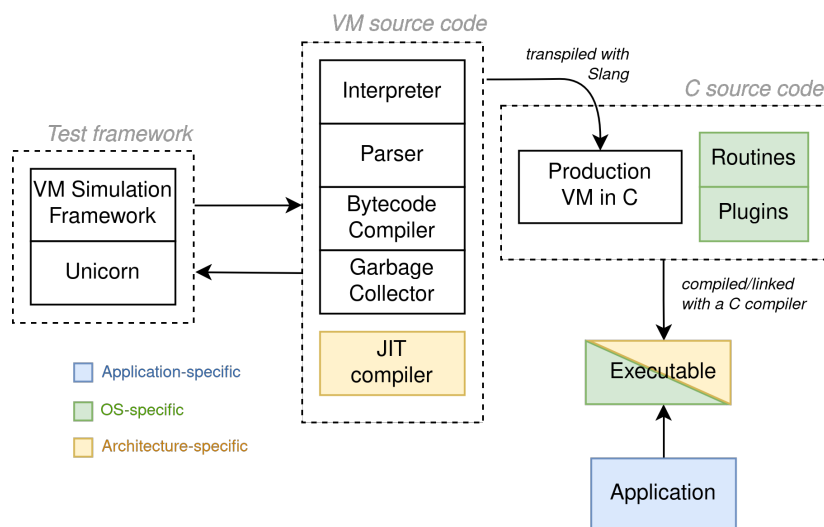 VM source code
Interpreter
Parser
Bytecode
Compiler
Garbage
Collector
JIT
compiler
Test framework
VM Simulation
Framework
Unicorn
transpiled with
Slang
C source code
Production
VM in C
Routines
Plugins
compiled/linked
with a C compiler
Executable
Application
Application-specific
OS-specific
Architecture-specific